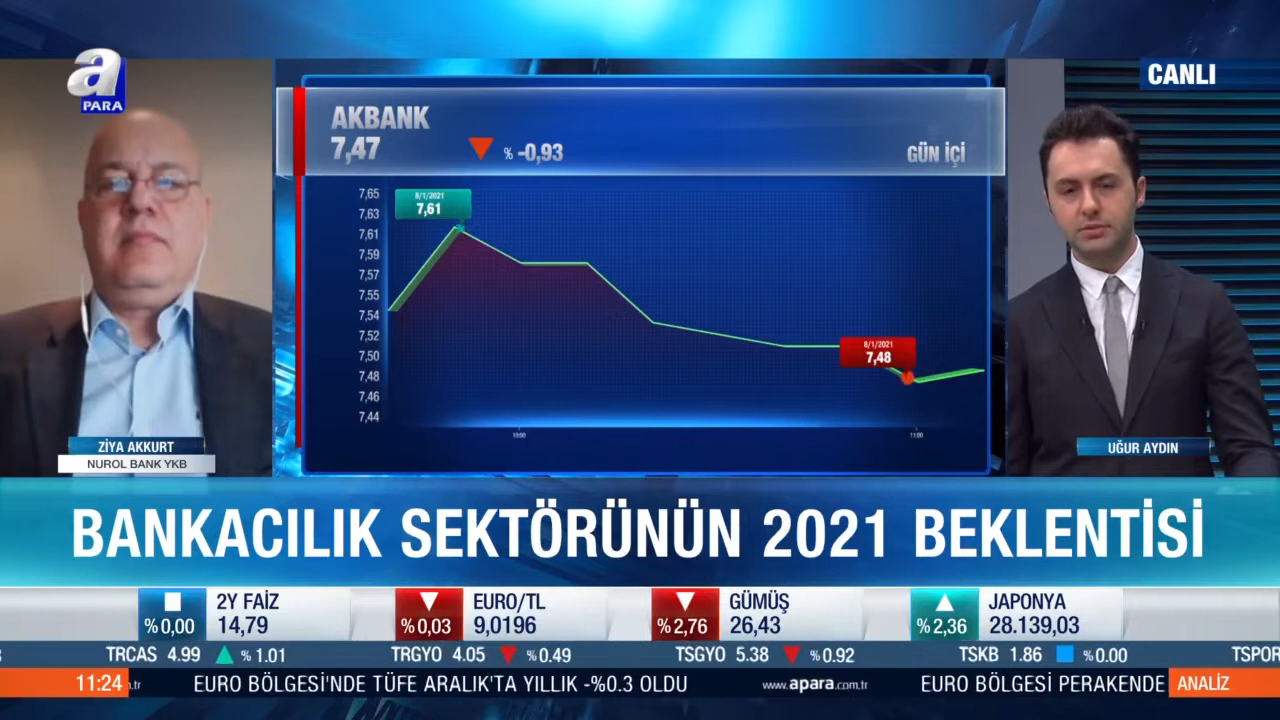 a
PARA
CANLI
AKBANK
7,47
% -0,93
GÜN İÇİ
7,65
7,63
7,61
7,59
7,57
7,55
7,54
7,52
7,50
7,48
7,46
7,44
8/1/2021
7,61
8/1/2021
7,48
10:00
11:00
ZİYA AKKURT
NUROL BANK YKB
UĞUR AYDIN
BANKACILIK SEKTÖRÜNÜN 2021 BEKLENTİSİ
%0,00 2Y FAİZ 14,79
%0,03 EURO/TL 9,0196
%2,76 GÜMÜŞ 26,43
%2,36 JAPONYA 28.139,03
TRCAS 4.99 % 1.01 TRGYO 4.05 %0.49 TSGYO 5.38 %0.92 TSKB 1.86 %0.00 TSPOR
11:24 .tr EURO BÖLGESİ'NDE TÜFE ARALIK'TA YILLIK -%0.3 OLDU www.apara.com.tr EURO BÖLGESİ PERAKENDE ANALİZ